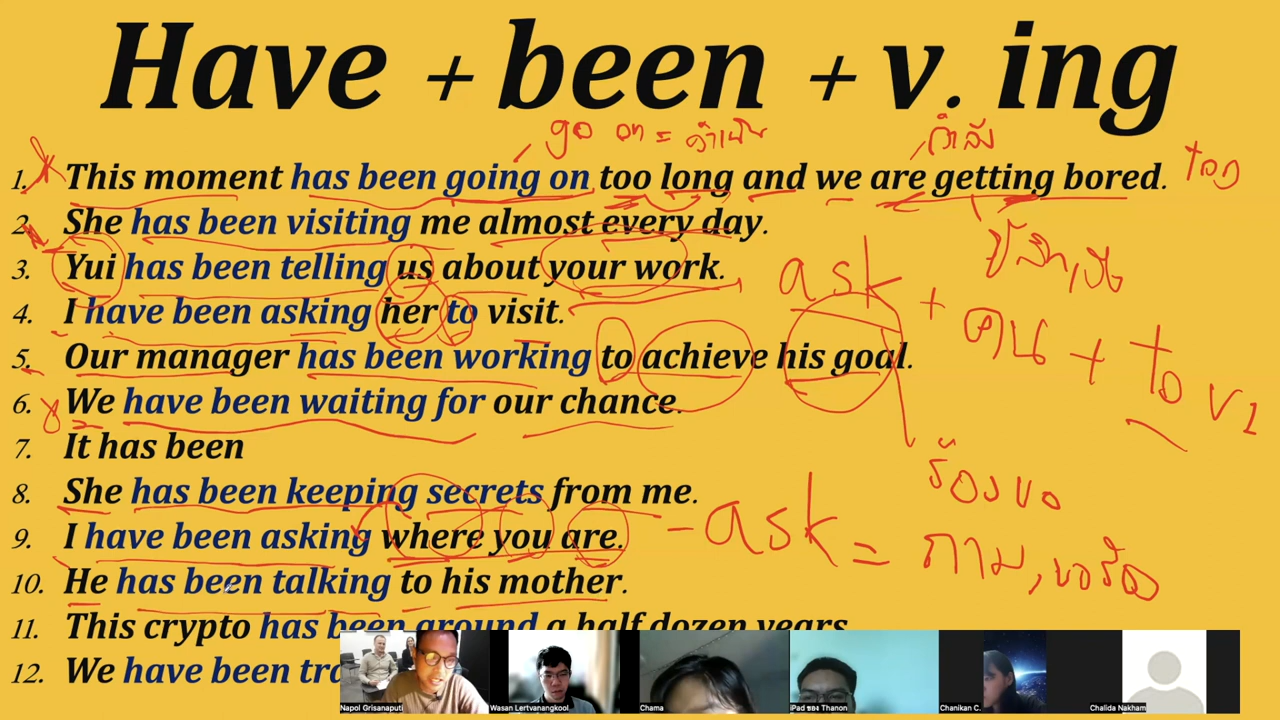 Have + been + v. ing
go on = ดำเนิน
กำลัง
1. This moment has been going on too long and we are getting bored.
too
2. She has been visiting me almost every day.
3. Yui has been telling us about your work.
ask + คน + to v1
4. I have been asking her to visit.
5. Our manager has been working to achieve his goal.
6. We have been waiting for our chance.
7. It has been
8. She has been keeping secrets from me.
ร้องขอ
9. I have been asking where you are.
- ask = ถาม, ขอร้อง
10. He has been talking to his mother.
11. This crypto has been around a half dozen years
12. We have been
Napol Grisanaputi
Wasan Lertvanangkool
Chama
iPad ของ Thanon
Chanikan C.
Chalida Nakham